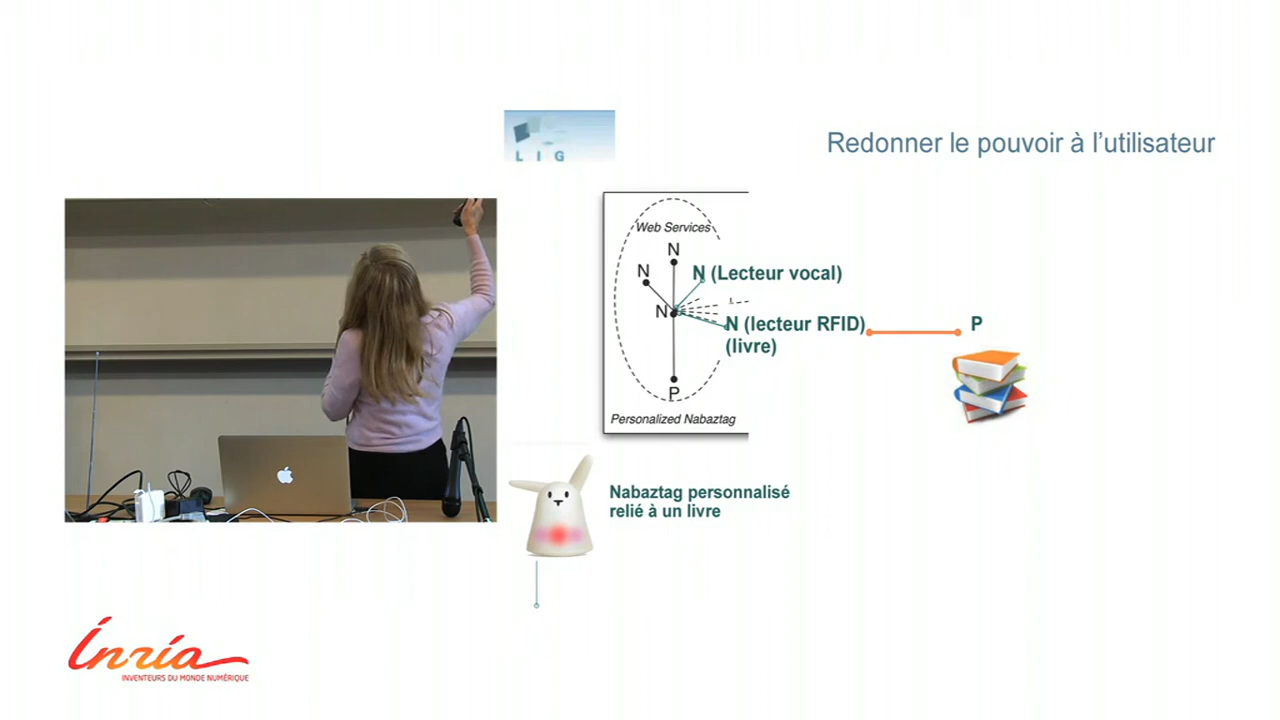 LIG
Redonner le pouvoir à l'utilisateur
Web Services
N
N
N (Lecteur vocal)
N
N (lecteur RFID)
P
(livre)
P
Personalized Nabaztag
Nabaztag personnalisé
relié à un livre
Inria
INVENTEURS DU MONDE NUMÉRIQUE